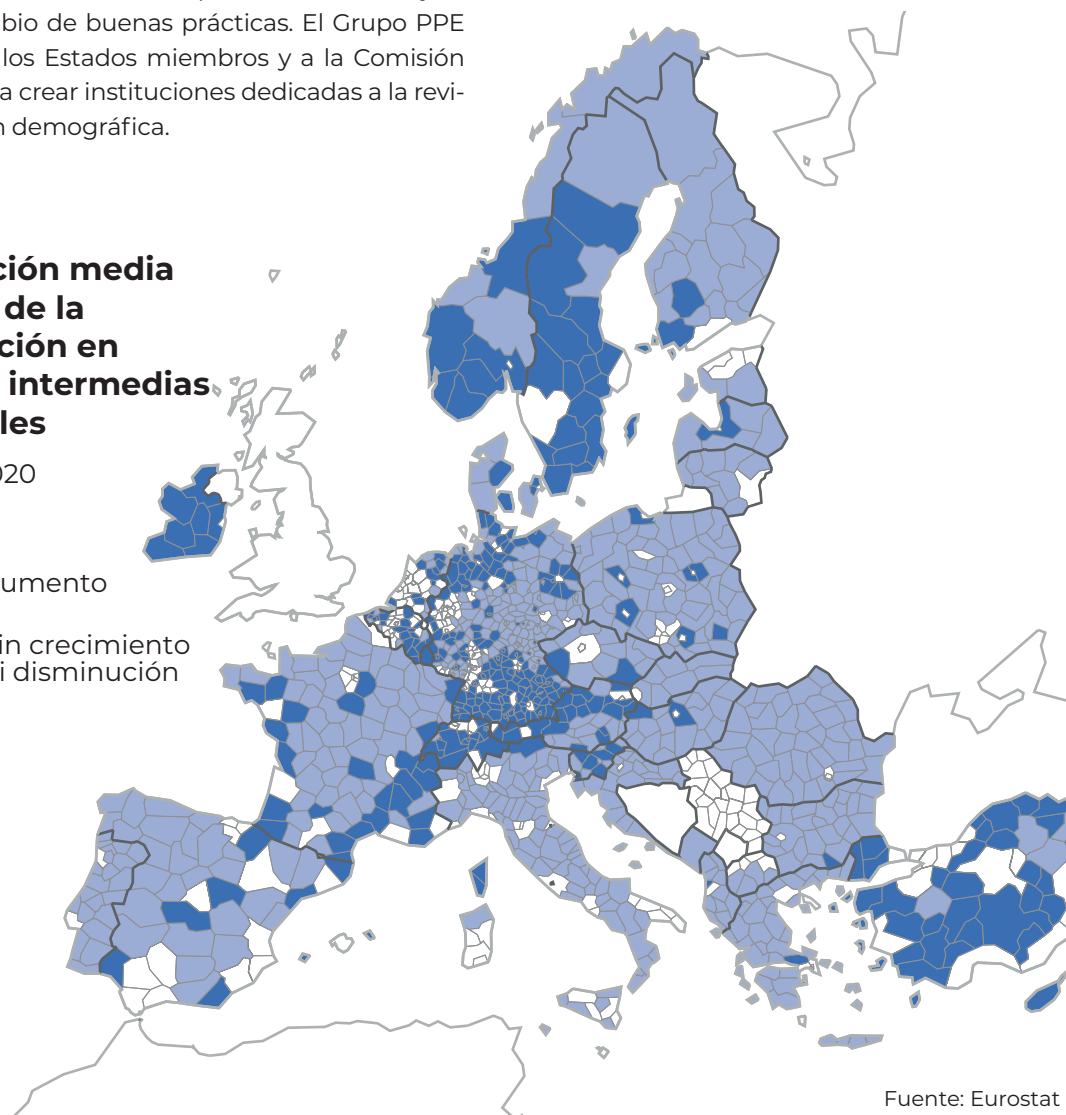 bio de buenas prácticas. El Grupo PPE
los Estados miembros y a la Comisión
a crear instituciones dedicadas a la revi-
n demográfica.
ción media
de la
ción en
intermedias
les
020
umento
in crecimiento
i disminución
Fuente: Eurostat